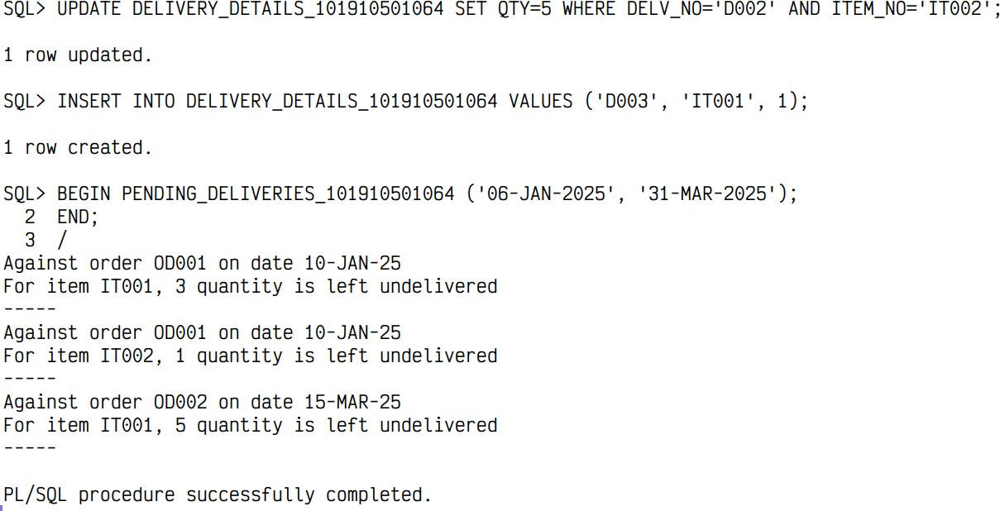 SQL> UPDATE DELIVERY_DETAILS_101910501064 SET QTY=5 WHERE DELV_NO='D002' AND ITEM_NO='IT002';
1 row updated.
SQL> INSERT INTO DELIVERY_DETAILS_101910501064 VALUES ('D003', 'IT001', 1);
1 row created.
SQL> BEGIN PENDING_DELIVERIES_101910501064 ('06-JAN-2025', '31-MAR-2025');
2 END;
3 /
Against order OD001 on date 10-JAN-25
For item IT001, 3 quantity is left undelivered
-----
Against order OD001 on date 10-JAN-25
For item IT002, 1 quantity is left undelivered
-----
Against order OD002 on date 15-MAR-25
For item IT001, 5 quantity is left undelivered
-----
PL/SQL procedure successfully completed.